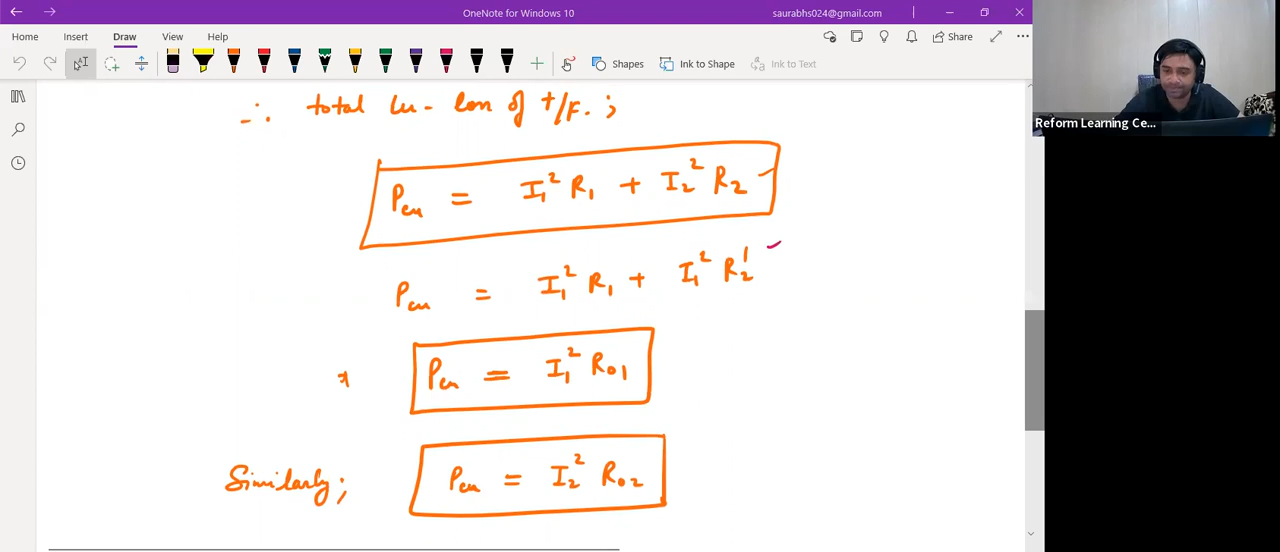 OneNote for Windows 10
saurabhs024@gmail.com
Home Insert Draw View Help
Share
Shapes Ink to Shape Ink to Text
Reform Learning Ce...
∴ total cu-loss of t/f. ;
Pcu = I₁² R₁ + I₂² R₂
Pcu = I₁² R₁ + I₁² R₂'
* Pcu = I₁² R₀₁
Similarly; Pcu = I₂² R₀₂